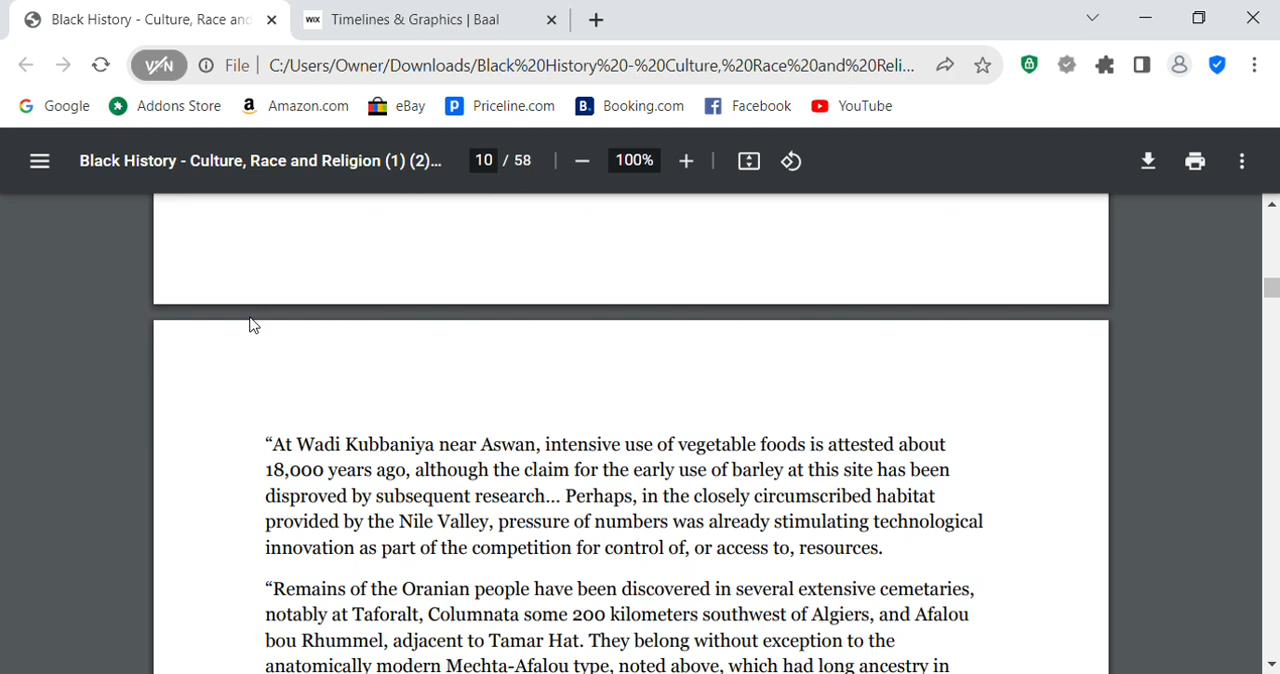 Black History - Culture, Race and
WIX Timelines & Graphics | Baal
VPN File C:/Users/Owner/Downloads/Black%20History%20-%20Culture,%20Race%20and%20Reli...
Google Addons Store Amazon.com eBay Priceline.com Booking.com Facebook YouTube
Black History - Culture, Race and Religion (1) (2)... 10 / 58 100%
“At Wadi Kubbaniya near Aswan, intensive use of vegetable foods is attested about
18,000 years ago, although the claim for the early use of barley at this site has been
disproved by subsequent research... Perhaps, in the closely circumscribed habitat
provided by the Nile Valley, pressure of numbers was already stimulating technological
innovation as part of the competition for control of, or access to, resources.
“Remains of the Oranian people have been discovered in several extensive cemetaries,
notably at Taforalt, Columnata some 200 kilometers southwest of Algiers, and Afalou
bou Rhummel, adjacent to Tamar Hat. They belong without exception to the
anatomically modern Mechta-Afalou type, noted above, which had long ancestry in